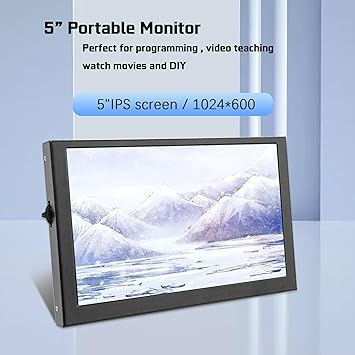 5” Portable Monitor
Perfect for programming , video teaching
watch movies and DIY
5"IPS screen / 1024*600